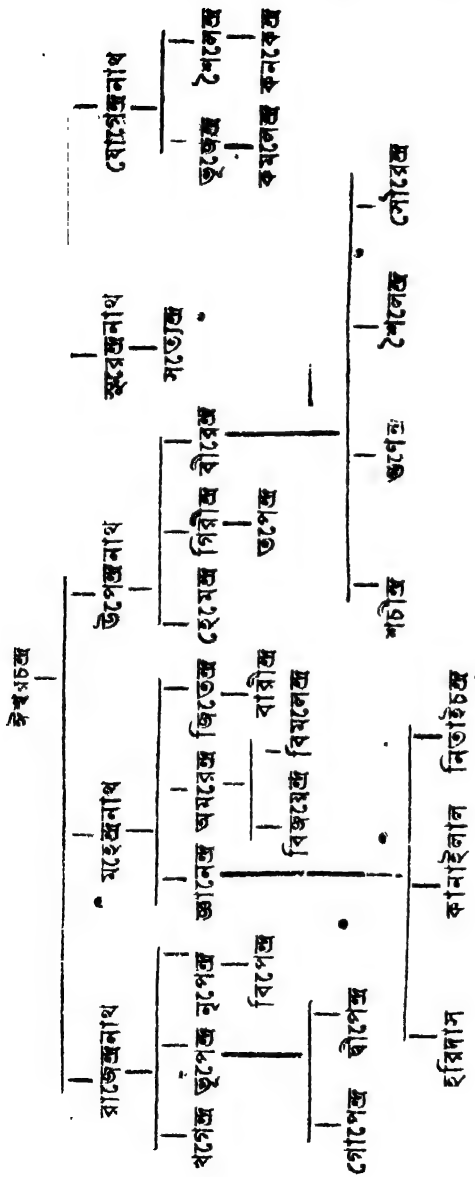 ঈশ্বরচন্দ্র
রাজেন্দ্রনাথ মহেন্দ্রনাথ উপেন্দ্রনাথ সুরেন্দ্রনাথ যোগেন্দ্রনাথ
খগেন্দ্র ভূপেন্দ্র নৃপেন্দ্র জ্ঞানেন্দ্র অমরেন্দ্র জিতেন্দ্র হেমেন্দ্র গিরীন্দ্র বীরেন্দ্র সত্যেন্দ্র ভূজেন্দ্র শৈলেন্দ্র
বিপেন্দ্র বিজয়েন্দ্র বিমলেন্দ্র বারীন্দ্র তপেন্দ্র কমলেন্দ্র কনকেন্দ্র
গোপেন্দ্র দ্বীপেন্দ্র শচীন্দ্র গুণেন্দ্র শৈলেন্দ্র সৌরেন্দ্র
হরিদাস কানাইলাল নিতাইচন্দ্র